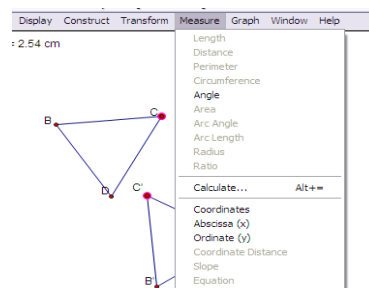 Display Construct Transform Measure Graph Window Help
= 2.54 cm
Length
Distance
Perimeter
Circumference
Angle
Area
Arc Angle
Arc Length
Radius
Ratio
Calculate... Alt+=
Coordinates
Abscissa (x)
Ordinate (y)
Coordinate Distance
Slope
Equation
C
B
D
C'
B'